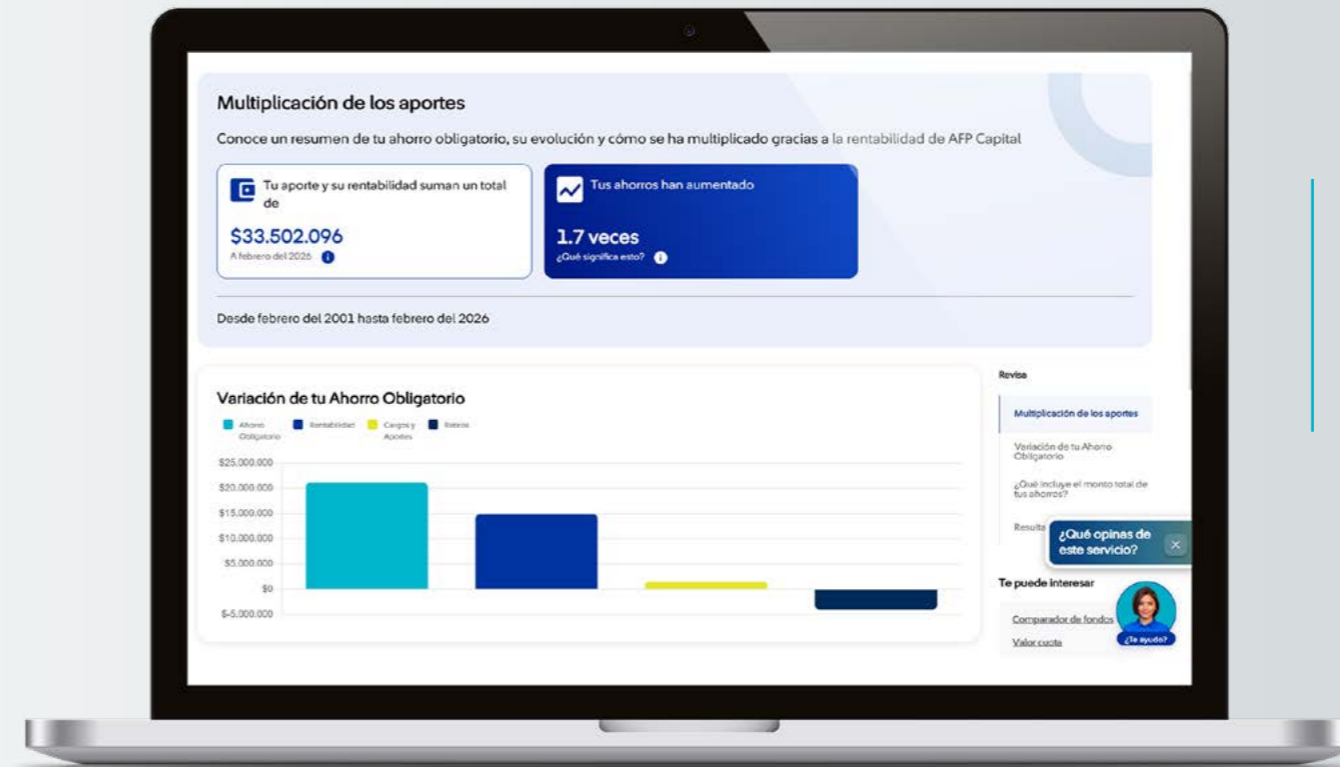 Multiplicación de los aportes
Conoce un resumen de tu ahorro obligatorio, su evolución y cómo se ha multiplicado gracias a la rentabilidad de AFP Capital
Tu aporte y su rentabilidad suman un total
de
$33.502.096
A febrero del 2026
Tus ahorros han aumentado
1.7 veces
¿Qué significa esto?
Desde febrero del 2001 hasta febrero del 2026
Variación de tu Ahorro Obligatorio
Ahorro
Obligatorio
Rentabilidad
Cargos y
Aportes
Retiros
$25.000.000
$20.000.000
$15.000.000
$10.000.000
$5.000.000
$0
$-5.000.000
Revisa
Multiplicación de los aportes
Variación de tu Ahorro
Obligatorio
¿Qué incluye el monto total de
tus ahorros?
Resulta
¿Qué opinas de
este servicio?
Te puede interesar
Comparador de fondos
Valor cuota
¿Te ayudo?